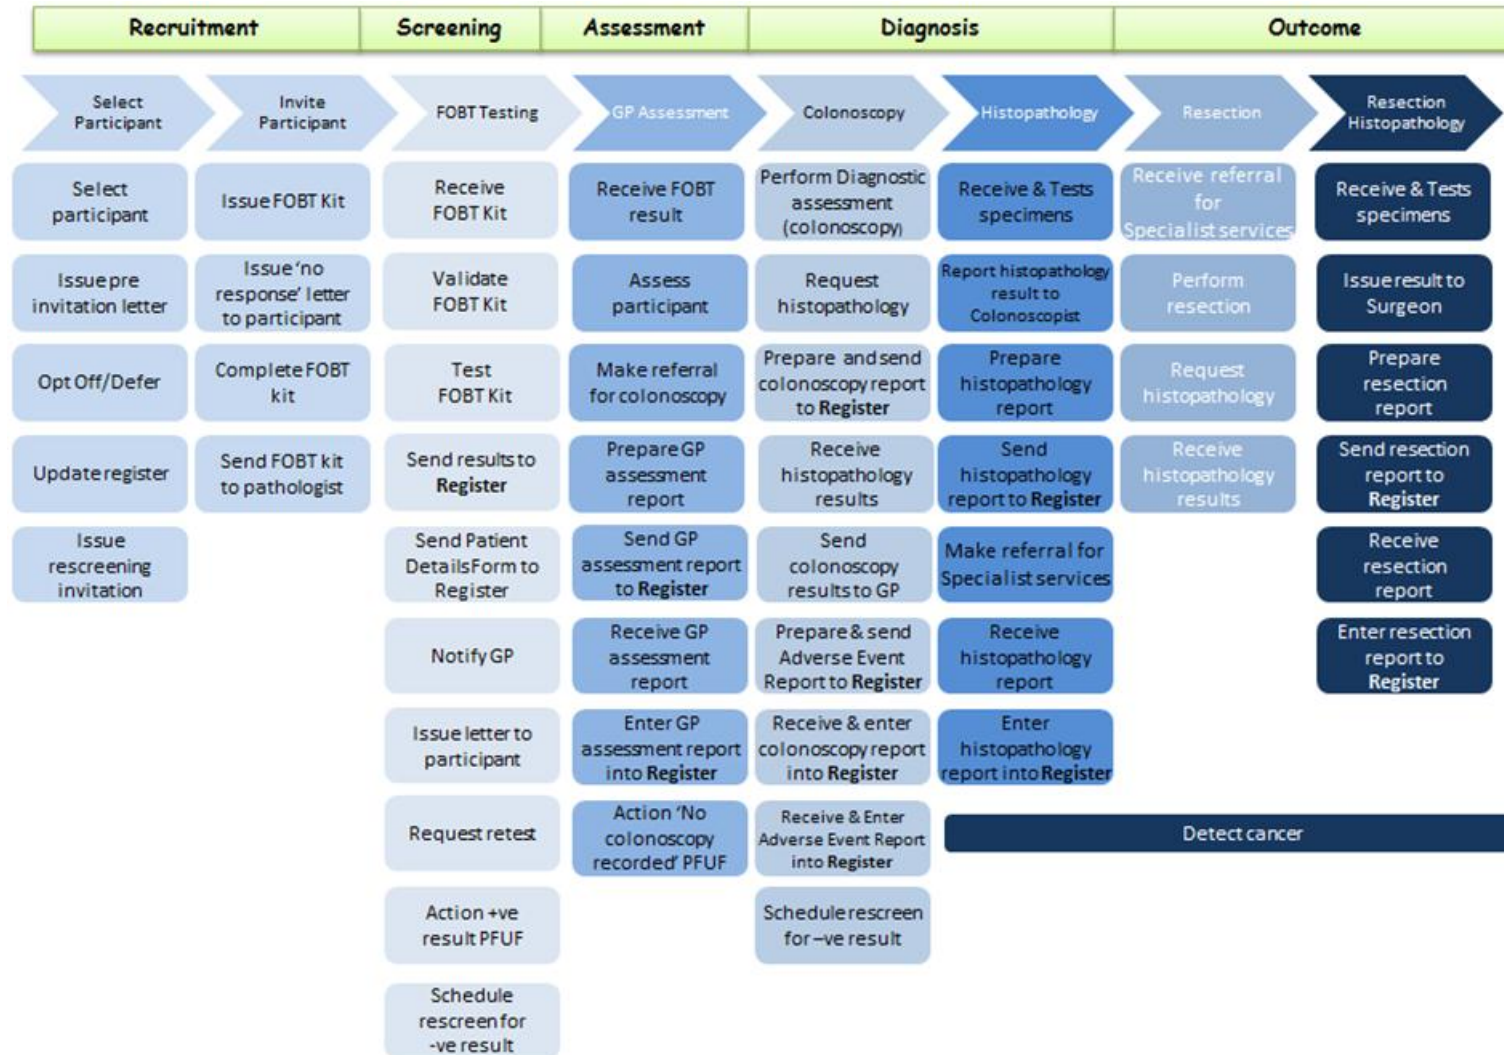 Recruitment
Screening
Assessment
Diagnosis
Outcome
Select
Participant
Invite
Participant
FOBT Testing
GP Assessment
Colonoscopy
Histopathology
Resection
Resection
Histopathology
Select
participant
Issue pre
invitation letter
Opt Off/Defer
Update register
Issue
rescreening
invitation
Issue FOBT Kit
Issue ‘no
response’ letter
to participant
Complete FOBT
kit
Send FOBT kit
to pathologist
Receive
FOBT Kit
Validate
FOBT Kit
Test
FOBT Kit
Send results to
Register
Send Patient
Details Form to
Register
Notify GP
Issue letter to
participant
Request retest
Action +ve
result PFUF
Schedule
rescreen for
-ve result
Receive FOBT
result
Assess
participant
Make referral
for colonoscopy
Prepare GP
assessment
report
Send GP
assessment report
to Register
Receive GP
assessment
report
Enter GP
assessment report
into Register
Action ‘No
colonoscopy
recorded’ PFUF
Perform Diagnostic
assessment
(colonoscopy)
Request
histopathology
Prepare and send
colonoscopy report
to Register
Receive
histopathology
results
Send
colonoscopy
results to GP
Prepare & send
Adverse Event
Report to Register
Receive & enter
colonoscopy report
into Register
Receive & Enter
Adverse Event Report
into Register
Schedule rescreen
for –ve result
Receive & Tests
specimens
Report histopathology
result to
Colonoscopist
Prepare
histopathology
report
Send
histopathology
report to Register
Make referral for
Specialist services
Receive
histopathology
report
Enter
histopathology
report into Register
Receive referral
for
Specialist services
Perform
resection
Request
histopathology
Receive
histopathology
results
Receive & Tests
specimens
Issue result to
Surgeon
Prepare
resection
report
Send resection
report to
Register
Receive
resection
report
Enter resection
report to
Register
Detect cancer